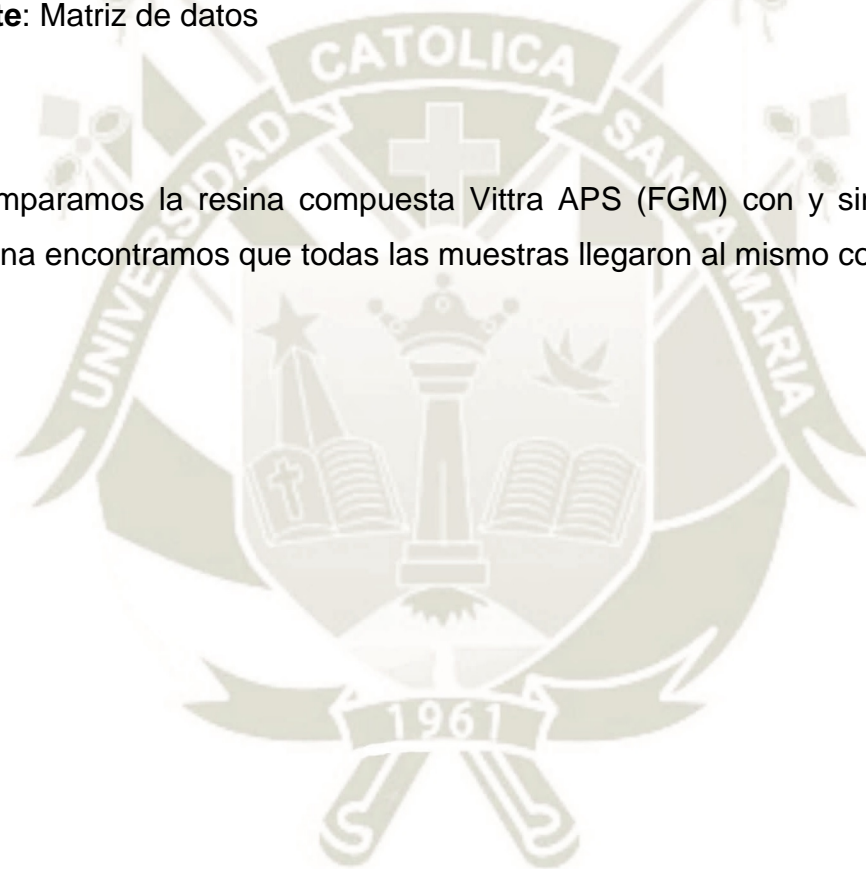 te: Matriz de datos
CATOLICA
UNIVERSIDAD
SANTA MARIA
mparamos la resina compuesta Vittra APS (FGM) con y sin
na encontramos que todas las muestras llegaron al mismo co
1961